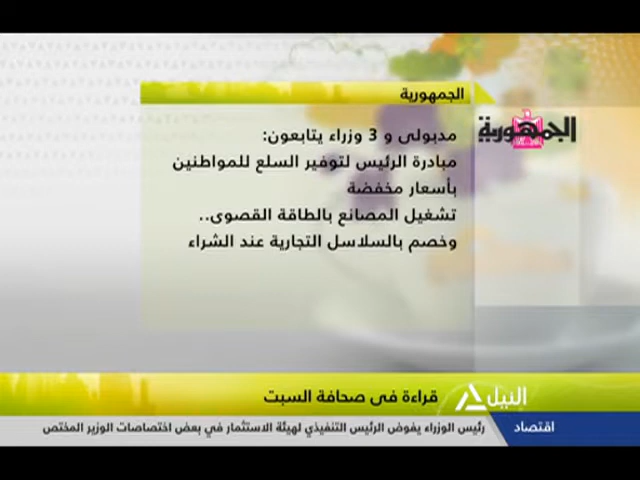 الجمهورية
الجمهورية
مدبولى و 3 وزراء يتابعون:
مبادرة الرئيس لتوفير السلع للمواطنين
بأسعار مخفضة
تشغيل المصانع بالطاقة القصوى..
وخصم بالسلاسل التجارية عند الشراء
النيل
قراءة فى صحافة السبت
اقتصاد
رئيس الوزراء يفوض الرئيس التنفيذي لهيئة الاستثمار في بعض اختصاصات الوزير المختص